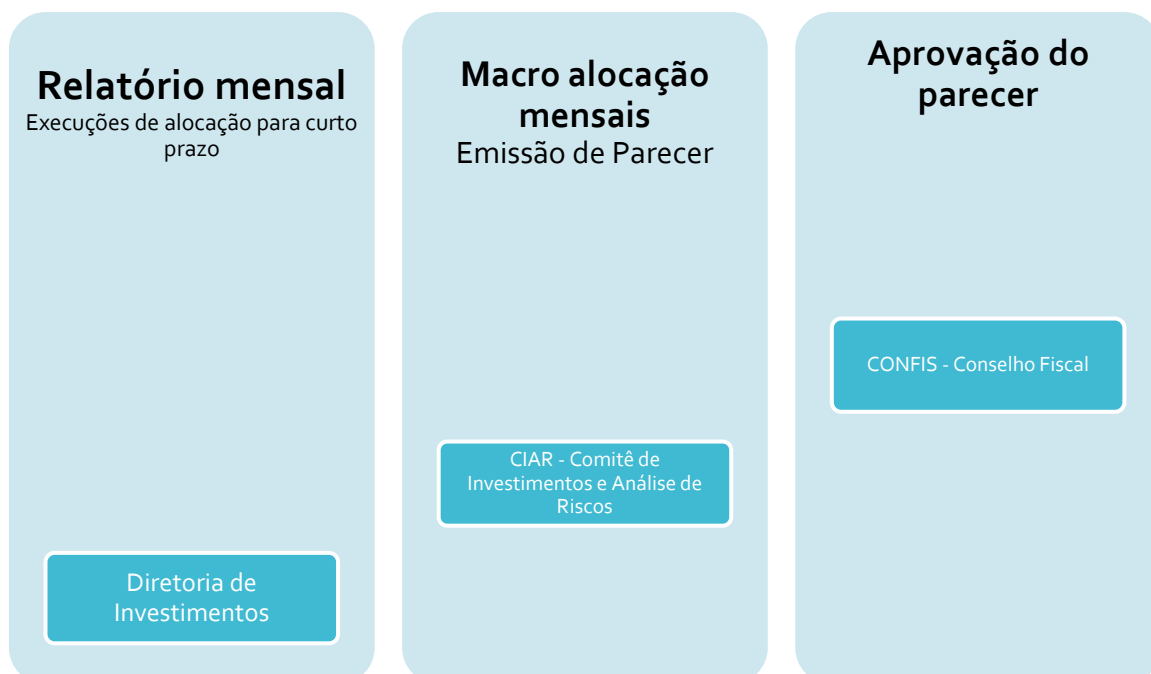 Relatório mensal
Execuções de alocação para curto
prazo
Diretoria de
Investimentos
Macro alocação
mensais
Emissão de Parecer
CIAR - Comitê de
Investimentos e Análise de
Riscos
Aprovação do
parecer
CONFIS - Conselho Fiscal